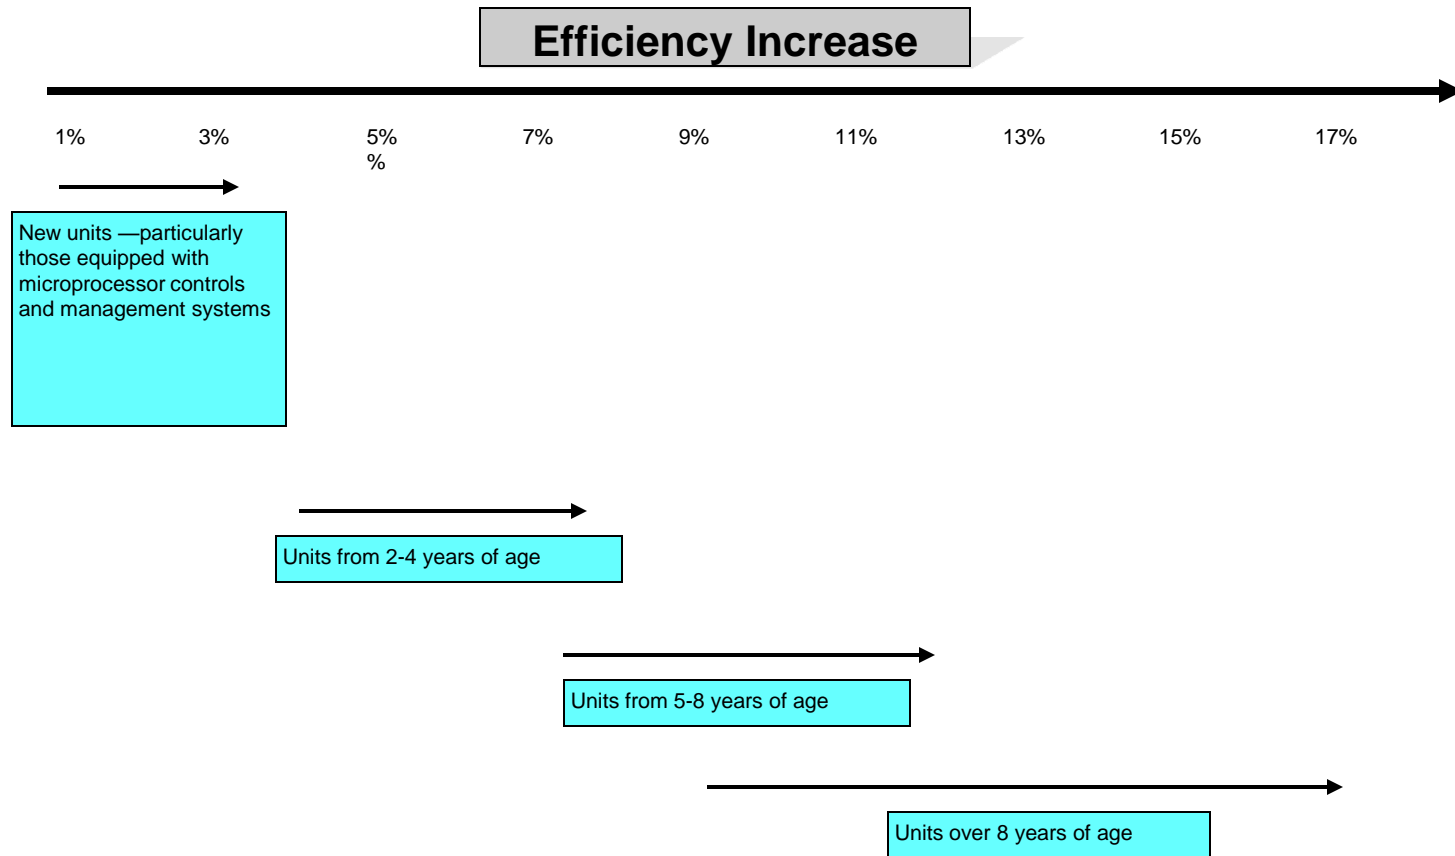 Efficiency Increase
1% 3% 5% 7% 9% 11% 13% 15% 17%
%
New units —particularly
those equipped with
microprocessor controls
and management systems
Units from 2-4 years of age
Units from 5-8 years of age
Units over 8 years of age